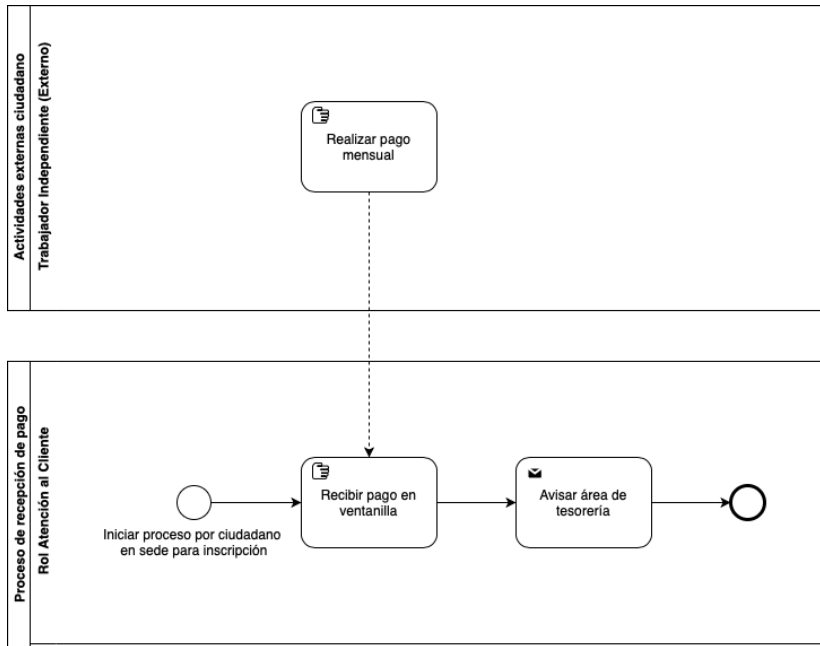 Actividades externas ciudadano
Trabajador Independiente (Externo)
Realizar pago
mensual
Proceso de recepción de pago
Rol Atención al Cliente
Iniciar proceso por ciudadano
en sede para inscripción
Recibir pago en
ventanilla
Avisar área de
tesorería